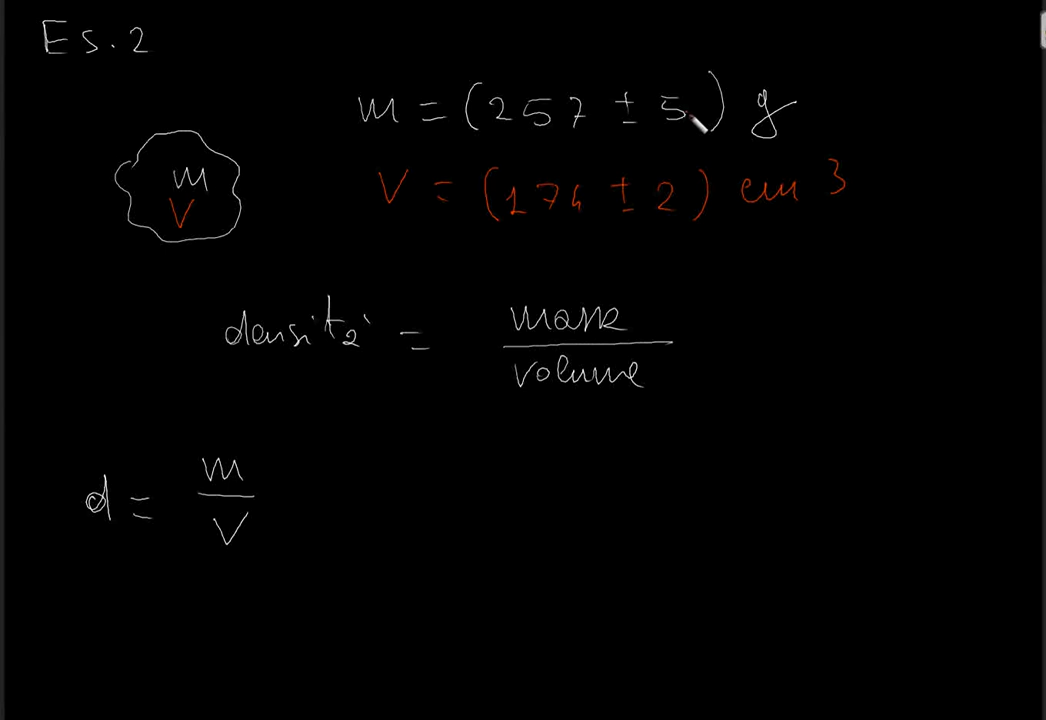 Es. 2
m = (257 ± 5) g
m
V = (174 ± 2) cm 3
V
densità = massa
volume
d = m
V